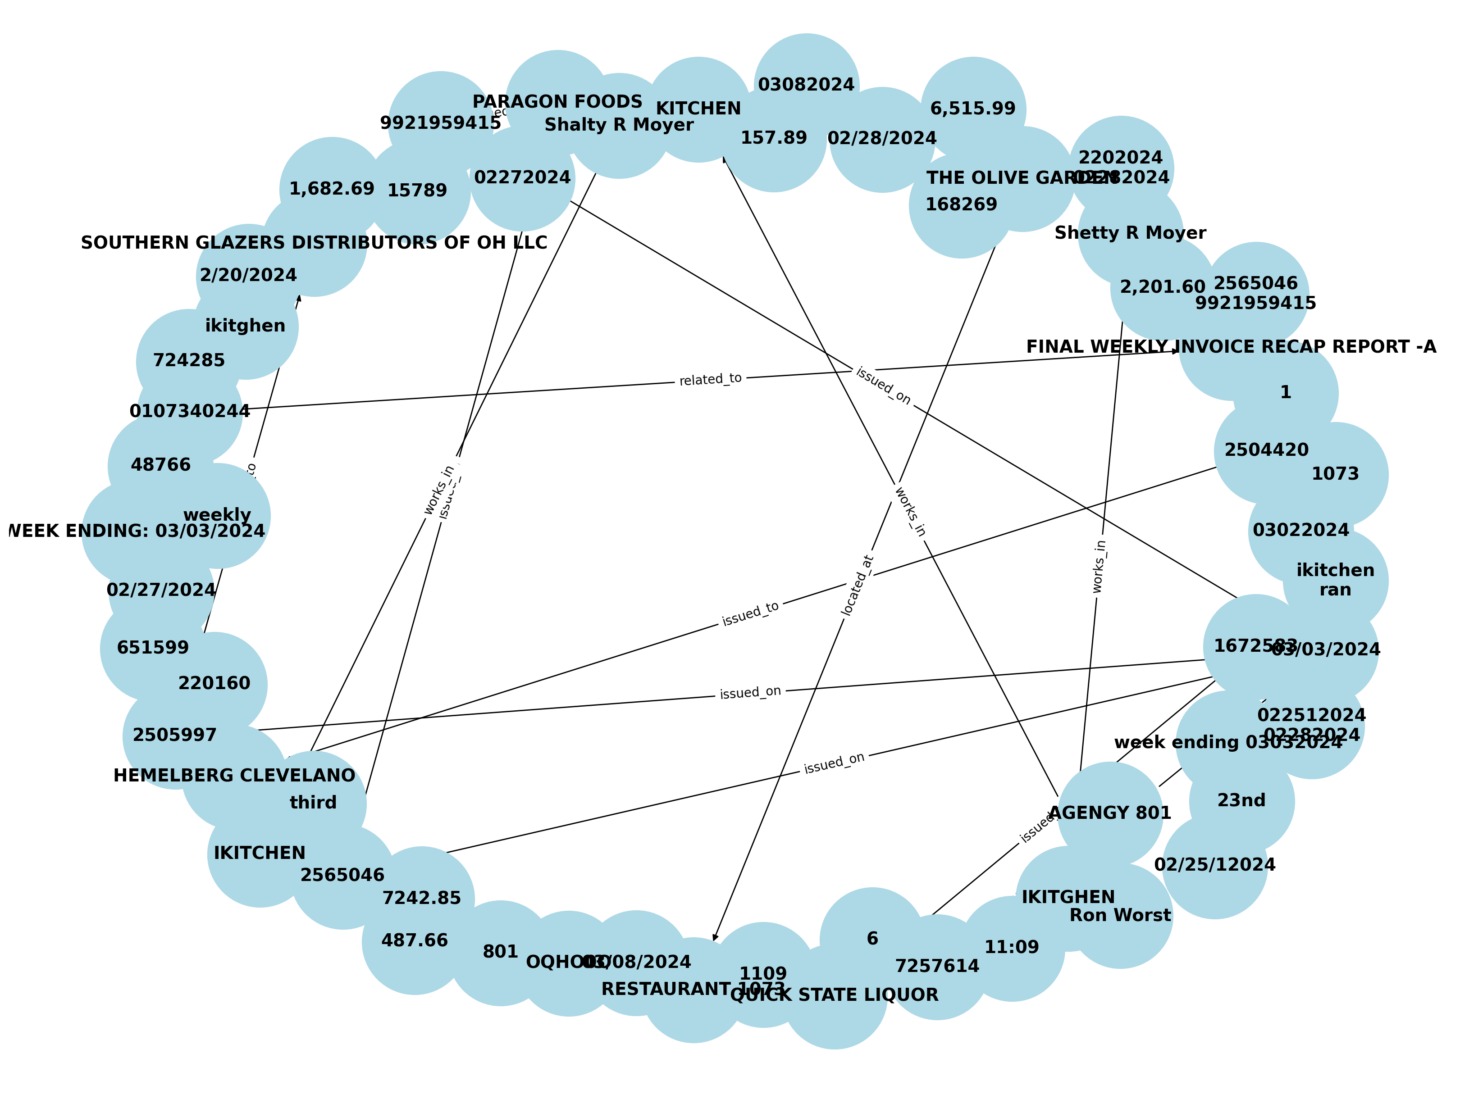 03082024
6,515.99
PARAGON FOODS
KITCHEN
9921959415
Shalty R Moyer
157.89
02/28/2024
2202024
02282024
THE OLIVE GARDEN
02272024
1,682.69
15789
168269
Shetty R Moyer
SOUTHERN GLAZERS DISTRIBUTORS OF OH LLC
2/20/2024
2,201.60
2565046
9921959415
ikitghen
FINAL WEEKLY INVOICE RECAP REPORT -A
724285
related_to
issued_on
1
0107340244
2504420
48766
1073
works_in
works_in
weekly
WEEK ENDING: 03/03/2024
03022024
works_in
located_at
ikitchen
ran
02/27/2024
issued_to
651599
1672583
03/03/2024
220160
issued_on
2505997
022512024
02282024
week ending 03032024
issued_on
HEMELBERG CLEVELANO
third
23nd
AGENGY 801
issued
IKITCHEN
2565046
02/25/12024
7242.85
IKITGHEN
Ron Worst
487.66
6
11:09
801
03/08/2024
7257614
1109
RESTAURANT 1073
QUICK STATE LIQUOR